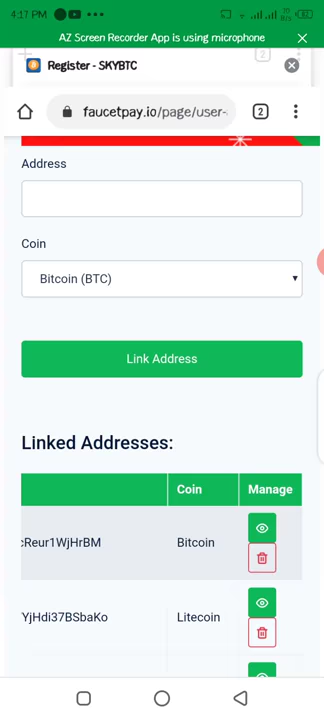 4:17 PM
AZ Screen Recorder App is using microphone
Register - SKYBTC
2
faucetpay.io/page/user-
2
Address
Coin
Bitcoin (BTC)
Link Address
Linked Addresses:
Coin Manage
cReur1WjHrBM Bitcoin
YjHdi37BSbaKo Litecoin